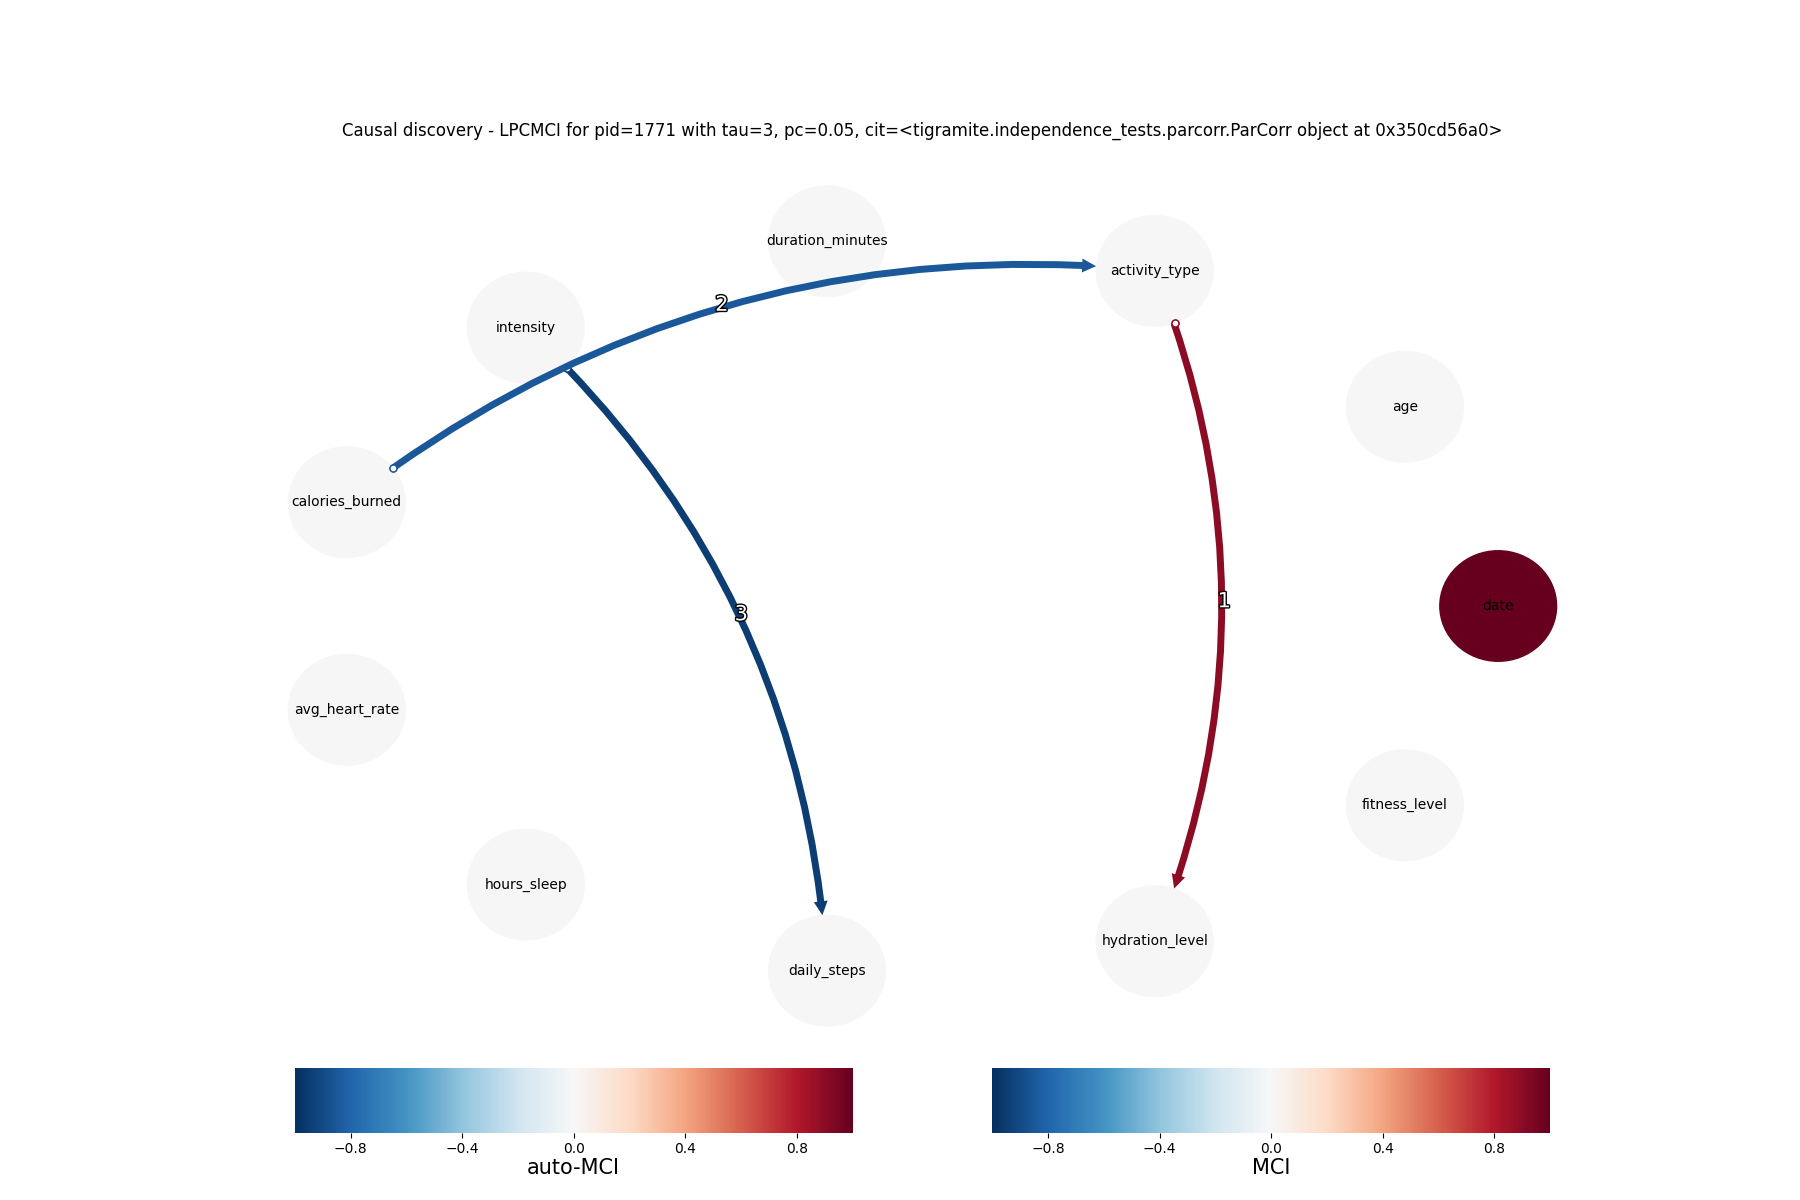 Causal discovery - LPCMCI for pid=1771 with tau=3, pc=0.05, cit=<tigramite.independence_tests.parcorr.ParCorr object at 0x350cd56a0>
duration_minutes
activity_type
2
intensity
age
calories_burned
1
date
3
avg_heart_rate
fitness_level
hours_sleep
hydration_level
daily_steps
−0.8 −0.4 0.0 0.4 0.8
auto-MCI
−0.8 −0.4 0.0 0.4 0.8
MCI